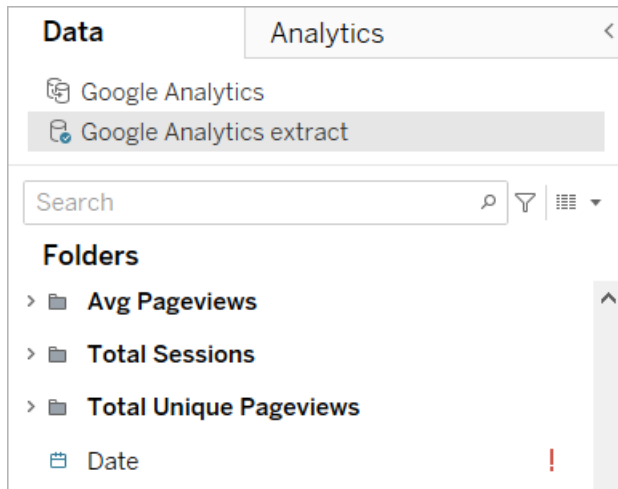 Data Analytics
Google Analytics
Google Analytics extract
Search
Folders
Avg Pageviews
Total Sessions
Total Unique Pageviews
Date !